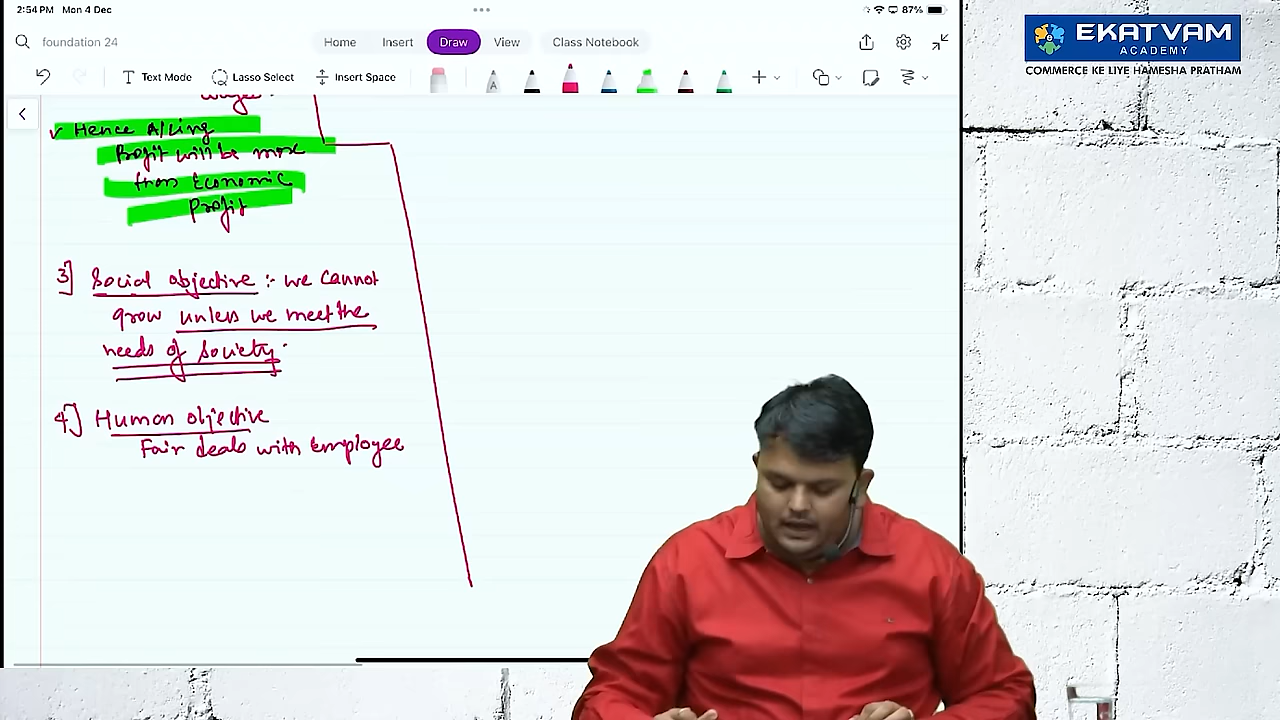 2:54 PM Mon 4 Dec
87%
foundation 24
Home Insert Draw View Class Notebook
Text Mode Lasso Select Insert Space
EKATVAM
ACADEMY
COMMERCE KE LIYE HAMESHA PRATHAM
Hence A/cing
Profit will be more
than Economic
Profit
3] Social objective :- we cannot
grow unless we meet the
needs of Society.
4] Human objective
Fair deals with Employee